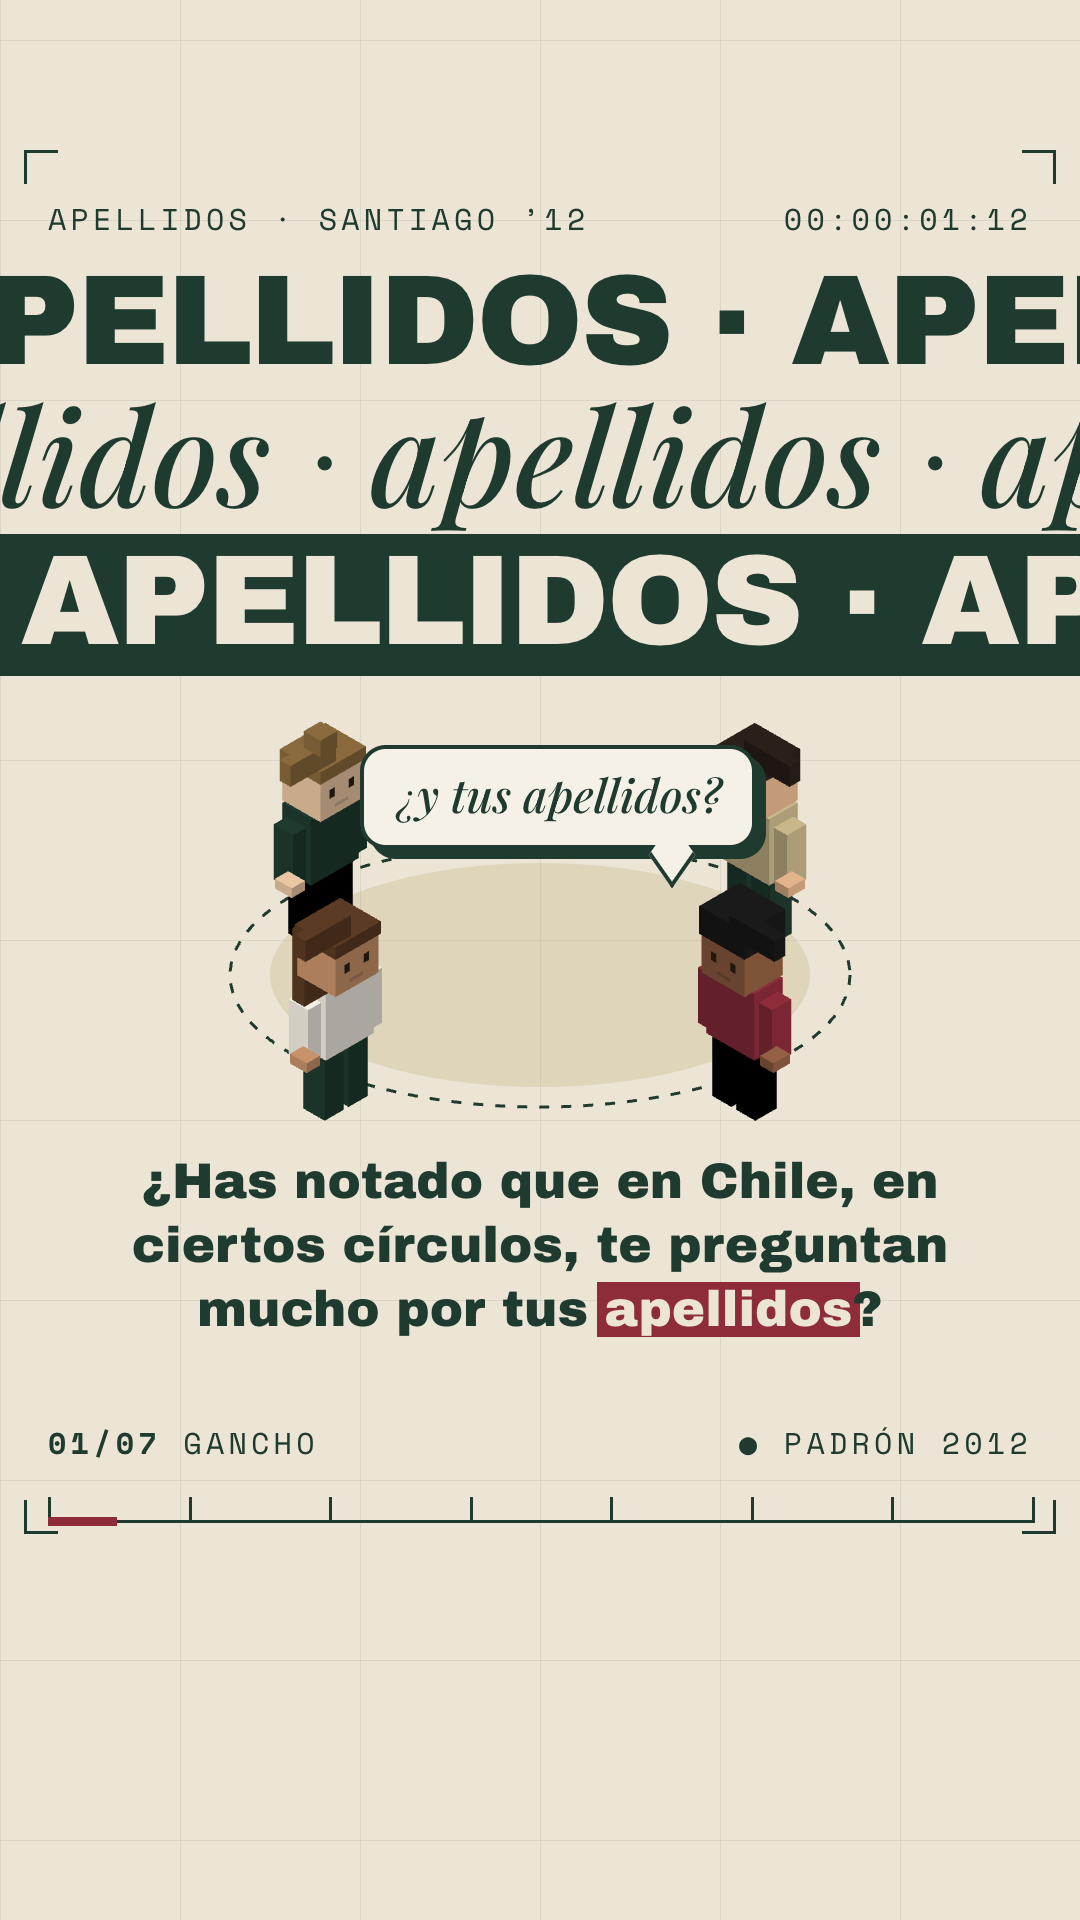 APELLIDOS · SANTIAGO ’12
00:00:01:12
PELLIDOS · APE
llidos · apellidos · ap
APELLIDOS · AP
¿y tus apellidos?
¿Has notado que en Chile, en
ciertos círculos, te preguntan
mucho por tus apellidos?
01/07 GANCHO
● PADRÓN 2012